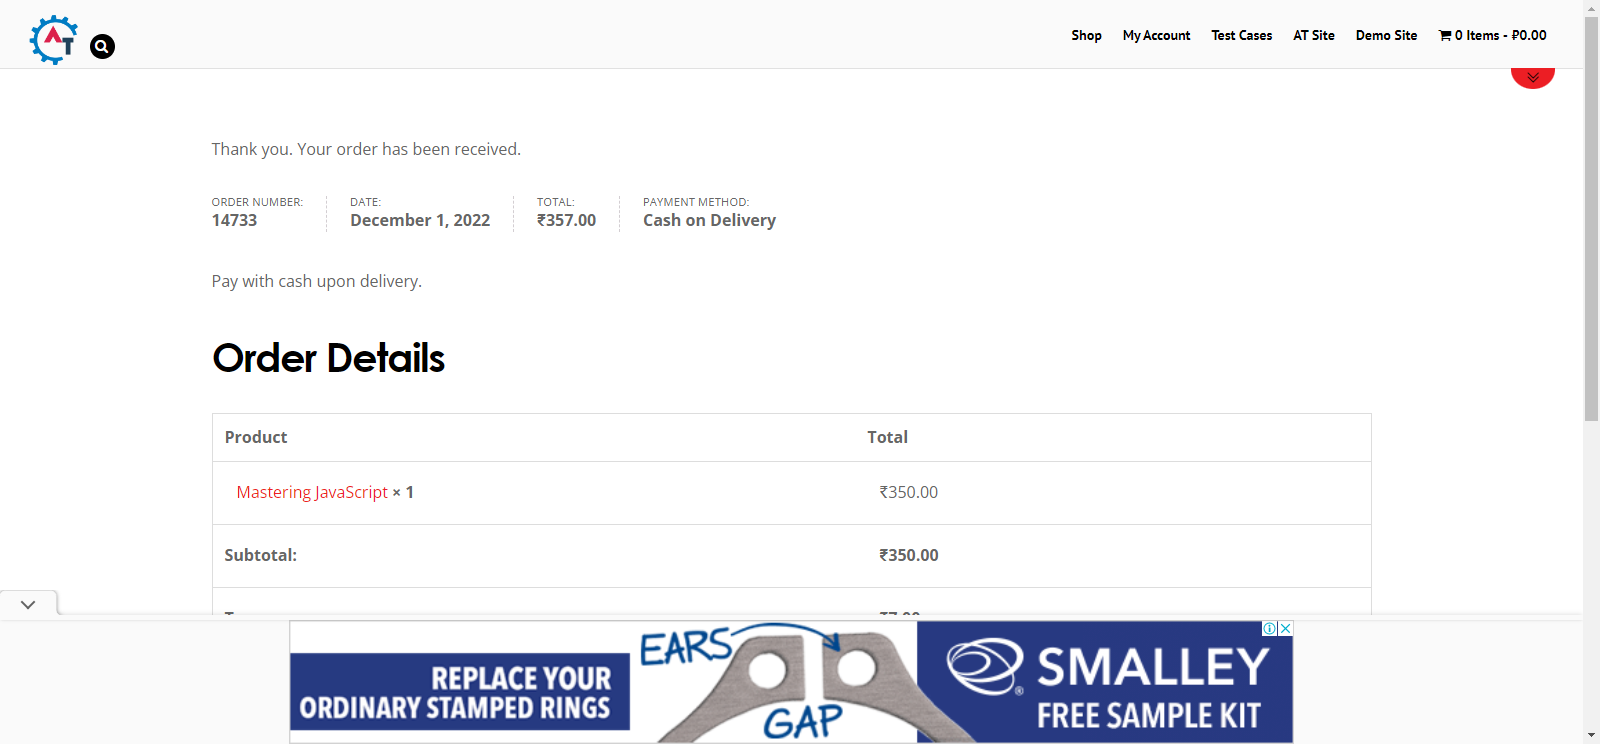 AT
Shop My Account Test Cases AT Site Demo Site 0 Items - ₽0.00
Thank you. Your order has been received.
ORDER NUMBER: DATE: TOTAL: PAYMENT METHOD:
14733 December 1, 2022 ₹357.00 Cash on Delivery
Pay with cash upon delivery.
Order Details
Product Total
Mastering JavaScript × 1 ₹350.00
Subtotal: ₹350.00
₹7.00
REPLACE YOUR
ORDINARY STAMPED RINGS
EARS
GAP
SMALLEY
®
FREE SAMPLE KIT